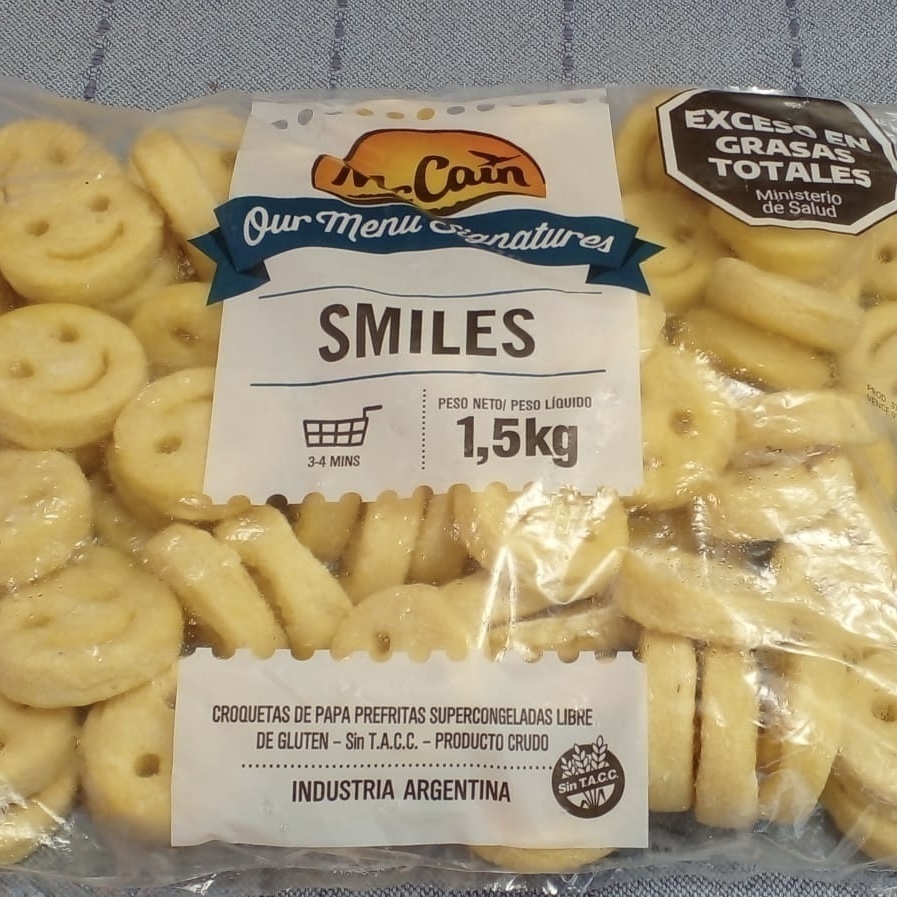 McCain
Our Menu Signatures
SMILES
3-4 MINS
PESO NETO/ PESO LÍQUIDO
1,5kg
EXCESO EN
GRASAS
TOTALES
Ministerio
de Salud
CROQUETAS DE PAPA PREFRITAS SUPERCONGELADAS LIBRE
DE GLUTEN – Sin T.A.C.C. – PRODUCTO CRUDO
INDUSTRIA ARGENTINA
Sin T.A.C.C.